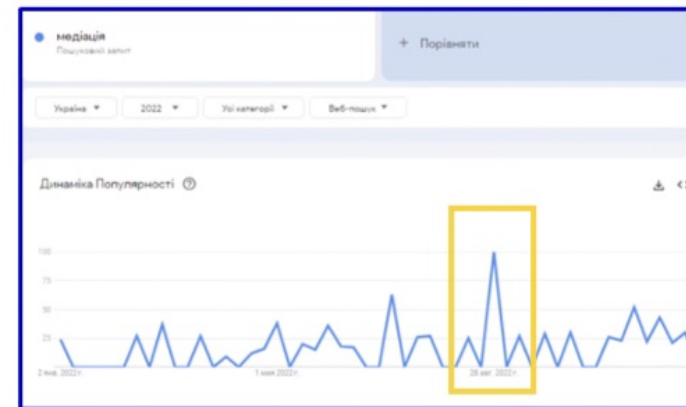 медіація
Пошуковий запит
+ Порівняти
Україна
2022
Усі категорії
Веб-пошук
Динаміка Популярності
100
75
50
25
2 янв. 2022 г.
1 мая 2022 г.
28 авг. 2022 г.